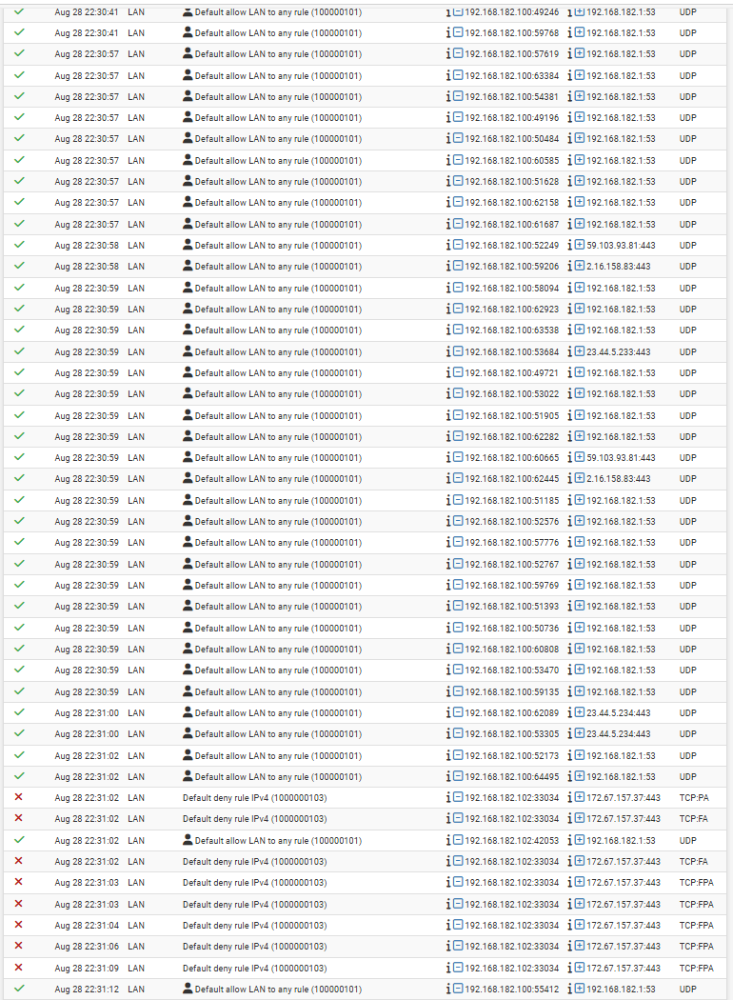 Aug 28 22:30:41 LAN Default allow LAN to any rule (100000101) 192.168.182.100:49246 192.168.182.1:53 UDP
Aug 28 22:30:41 LAN Default allow LAN to any rule (100000101) 192.168.182.100:59768 192.168.182.1:53 UDP
Aug 28 22:30:57 LAN Default allow LAN to any rule (100000101) 192.168.182.100:57619 192.168.182.1:53 UDP
Aug 28 22:30:57 LAN Default allow LAN to any rule (100000101) 192.168.182.100:63384 192.168.182.1:53 UDP
Aug 28 22:30:57 LAN Default allow LAN to any rule (100000101) 192.168.182.100:54381 192.168.182.1:53 UDP
Aug 28 22:30:57 LAN Default allow LAN to any rule (100000101) 192.168.182.100:49196 192.168.182.1:53 UDP
Aug 28 22:30:57 LAN Default allow LAN to any rule (100000101) 192.168.182.100:50484 192.168.182.1:53 UDP
Aug 28 22:30:57 LAN Default allow LAN to any rule (100000101) 192.168.182.100:60585 192.168.182.1:53 UDP
Aug 28 22:30:57 LAN Default allow LAN to any rule (100000101) 192.168.182.100:51628 192.168.182.1:53 UDP
Aug 28 22:30:57 LAN Default allow LAN to any rule (100000101) 192.168.182.100:62158 192.168.182.1:53 UDP
Aug 28 22:30:57 LAN Default allow LAN to any rule (100000101) 192.168.182.100:61687 192.168.182.1:53 UDP
Aug 28 22:30:58 LAN Default allow LAN to any rule (100000101) 192.168.182.100:52249 59.103.93.81:443 UDP
Aug 28 22:30:58 LAN Default allow LAN to any rule (100000101) 192.168.182.100:59206 2.16.158.83:443 UDP
Aug 28 22:30:59 LAN Default allow LAN to any rule (100000101) 192.168.182.100:58094 192.168.182.1:53 UDP
Aug 28 22:30:59 LAN Default allow LAN to any rule (100000101) 192.168.182.100:62923 192.168.182.1:53 UDP
Aug 28 22:30:59 LAN Default allow LAN to any rule (100000101) 192.168.182.100:63538 192.168.182.1:53 UDP
Aug 28 22:30:59 LAN Default allow LAN to any rule (100000101) 192.168.182.100:53684 23.44.5.233:443 UDP
Aug 28 22:30:59 LAN Default allow LAN to any rule (100000101) 192.168.182.100:49721 192.168.182.1:53 UDP
Aug 28 22:30:59 LAN Default allow LAN to any rule (100000101) 192.168.182.100:53022 192.168.182.1:53 UDP
Aug 28 22:30:59 LAN Default allow LAN to any rule (100000101) 192.168.182.100:51905 192.168.182.1:53 UDP
Aug 28 22:30:59 LAN Default allow LAN to any rule (100000101) 192.168.182.100:62282 192.168.182.1:53 UDP
Aug 28 22:30:59 LAN Default allow LAN to any rule (100000101) 192.168.182.100:60665 59.103.93.81:443 UDP
Aug 28 22:30:59 LAN Default allow LAN to any rule (100000101) 192.168.182.100:62445 2.16.158.83:443 UDP
Aug 28 22:30:59 LAN Default allow LAN to any rule (100000101) 192.168.182.100:51185 192.168.182.1:53 UDP
Aug 28 22:30:59 LAN Default allow LAN to any rule (100000101) 192.168.182.100:52576 192.168.182.1:53 UDP
Aug 28 22:30:59 LAN Default allow LAN to any rule (100000101) 192.168.182.100:57776 192.168.182.1:53 UDP
Aug 28 22:30:59 LAN Default allow LAN to any rule (100000101) 192.168.182.100:52767 192.168.182.1:53 UDP
Aug 28 22:30:59 LAN Default allow LAN to any rule (100000101) 192.168.182.100:59769 192.168.182.1:53 UDP
Aug 28 22:30:59 LAN Default allow LAN to any rule (100000101) 192.168.182.100:51393 192.168.182.1:53 UDP
Aug 28 22:30:59 LAN Default allow LAN to any rule (100000101) 192.168.182.100:50736 192.168.182.1:53 UDP
Aug 28 22:30:59 LAN Default allow LAN to any rule (100000101) 192.168.182.100:60808 192.168.182.1:53 UDP
Aug 28 22:30:59 LAN Default allow LAN to any rule (100000101) 192.168.182.100:53470 192.168.182.1:53 UDP
Aug 28 22:30:59 LAN Default allow LAN to any rule (100000101) 192.168.182.100:59135 192.168.182.1:53 UDP
Aug 28 22:31:00 LAN Default allow LAN to any rule (100000101) 192.168.182.100:62089 23.44.5.234:443 UDP
Aug 28 22:31:00 LAN Default allow LAN to any rule (100000101) 192.168.182.100:53305 23.44.5.234:443 UDP
Aug 28 22:31:02 LAN Default allow LAN to any rule (100000101) 192.168.182.100:52173 192.168.182.1:53 UDP
Aug 28 22:31:02 LAN Default allow LAN to any rule (100000101) 192.168.182.100:64495 192.168.182.1:53 UDP
Aug 28 22:31:02 LAN Default deny rule IPv4 (1000000103) 192.168.182.102:33034 172.67.157.37:443 TCP:PA
Aug 28 22:31:02 LAN Default deny rule IPv4 (1000000103) 192.168.182.102:33034 172.67.157.37:443 TCP:FA
Aug 28 22:31:02 LAN Default allow LAN to any rule (100000101) 192.168.182.102:42053 192.168.182.1:53 UDP
Aug 28 22:31:02 LAN Default deny rule IPv4 (1000000103) 192.168.182.102:33034 172.67.157.37:443 TCP:FA
Aug 28 22:31:03 LAN Default deny rule IPv4 (1000000103) 192.168.182.102:33034 172.67.157.37:443 TCP:FPA
Aug 28 22:31:03 LAN Default deny rule IPv4 (1000000103) 192.168.182.102:33034 172.67.157.37:443 TCP:FPA
Aug 28 22:31:04 LAN Default deny rule IPv4 (1000000103) 192.168.182.102:33034 172.67.157.37:443 TCP:FPA
Aug 28 22:31:06 LAN Default deny rule IPv4 (1000000103) 192.168.182.102:33034 172.67.157.37:443 TCP:FPA
Aug 28 22:31:09 LAN Default deny rule IPv4 (1000000103) 192.168.182.102:33034 172.67.157.37:443 TCP:FPA
Aug 28 22:31:12 LAN Default allow LAN to any rule (100000101) 192.168.182.100:55412 192.168.182.1:53 UDP